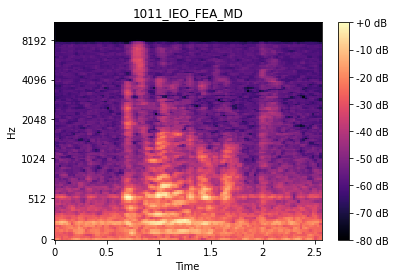 1011_IEO_FEA_MD
+0 dB
8192
-10 dB
4096
-20 dB
-30 dB
2048
Hz
-40 dB
1024
-50 dB
512
-60 dB
-70 dB
0
-80 dB
0
0.5
1
1.5
2
2.5
Time